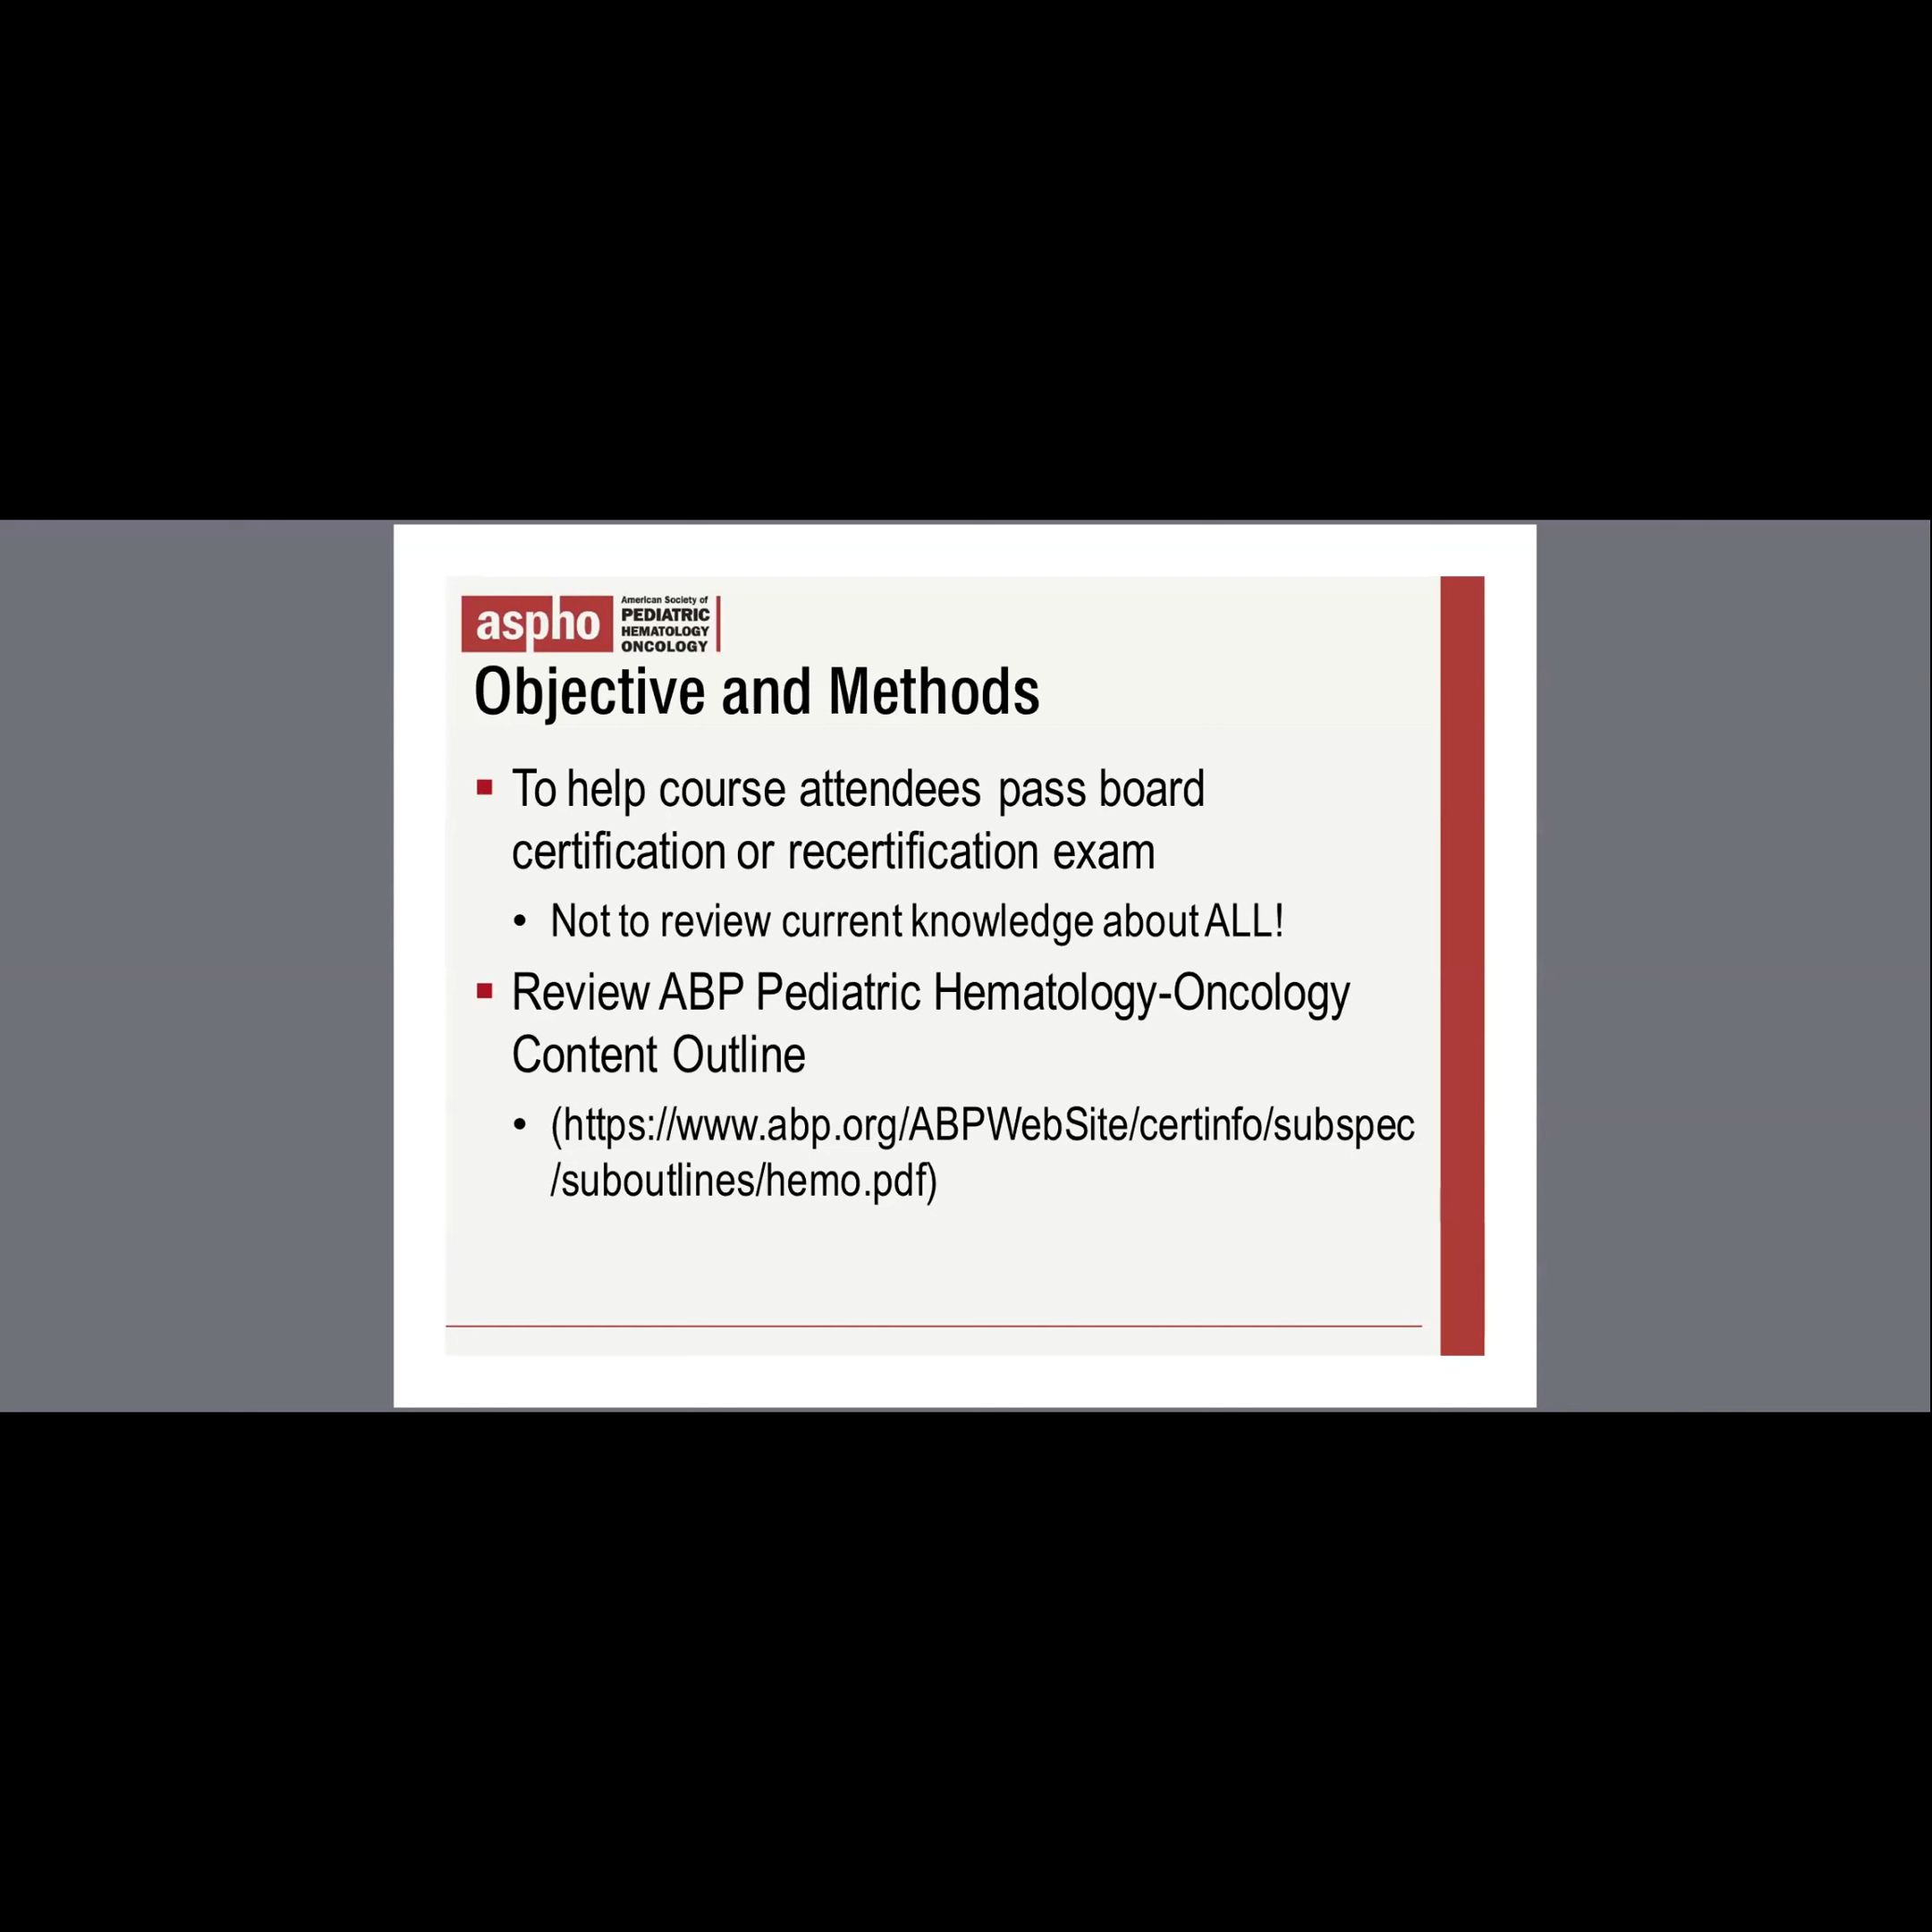 aspho
American Society of
PEDIATRIC
HEMATOLOGY
ONCOLOGY
Objective and Methods
To help course attendees pass board
certification or recertification exam
• Not to review current knowledge about ALL!
Review ABP Pediatric Hematology-Oncology
Content Outline
• (https://www.abp.org/ABPWebSite/certinfo/subspec
/suboutlines/hemo.pdf)